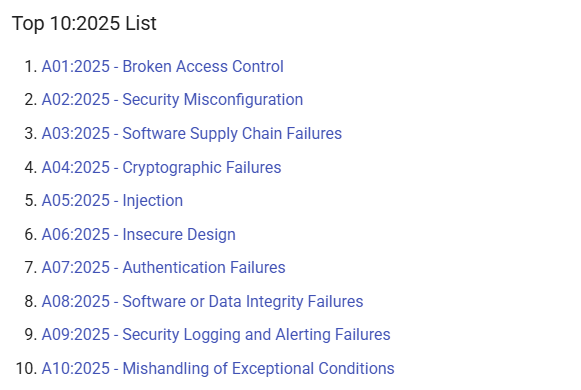 Top 10:2025 List
1. A01:2025 - Broken Access Control
2. A02:2025 - Security Misconfiguration
3. A03:2025 - Software Supply Chain Failures
4. A04:2025 - Cryptographic Failures
5. A05:2025 - Injection
6. A06:2025 - Insecure Design
7. A07:2025 - Authentication Failures
8. A08:2025 - Software or Data Integrity Failures
9. A09:2025 - Security Logging and Alerting Failures
10. A10:2025 - Mishandling of Exceptional Conditions